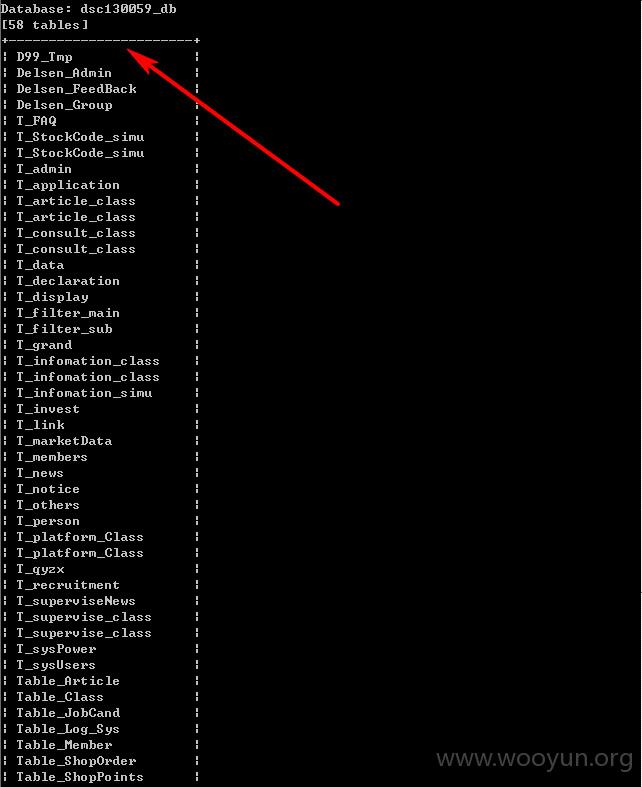 Database: dsc130059_db
[58 tables]
+-----------------------+
¦ D99_Tmp ¦
¦ Delsen_Admin ¦
¦ Delsen_FeedBack ¦
¦ Delsen_Group ¦
¦ T_FAQ ¦
¦ T_StockCode_simu ¦
¦ T_StockCode_simu ¦
¦ T_admin ¦
¦ T_application ¦
¦ T_article_class ¦
¦ T_article_class ¦
¦ T_consult_class ¦
¦ T_consult_class ¦
¦ T_data ¦
¦ T_declaration ¦
¦ T_display ¦
¦ T_filter_main ¦
¦ T_filter_sub ¦
¦ T_grand ¦
¦ T_infomation_class ¦
¦ T_infomation_class ¦
¦ T_infomation_simu ¦
¦ T_invest ¦
¦ T_link ¦
¦ T_marketData ¦
¦ T_members ¦
¦ T_news ¦
¦ T_notice ¦
¦ T_others ¦
¦ T_person ¦
¦ T_platform_Class ¦
¦ T_platform_Class ¦
¦ T_qyzx ¦
¦ T_recruitment ¦
¦ T_superviseNews ¦
¦ T_supervise_class ¦
¦ T_supervise_class ¦
¦ T_sysPower ¦
¦ T_sysUsers ¦
¦ Table_Article ¦
¦ Table_Class ¦
¦ Table_JobCand ¦
¦ Table_Log_Sys ¦
¦ Table_Member ¦
¦ Table_ShopOrder ¦
¦ Table_ShopPoints ¦
www.wooyun.org